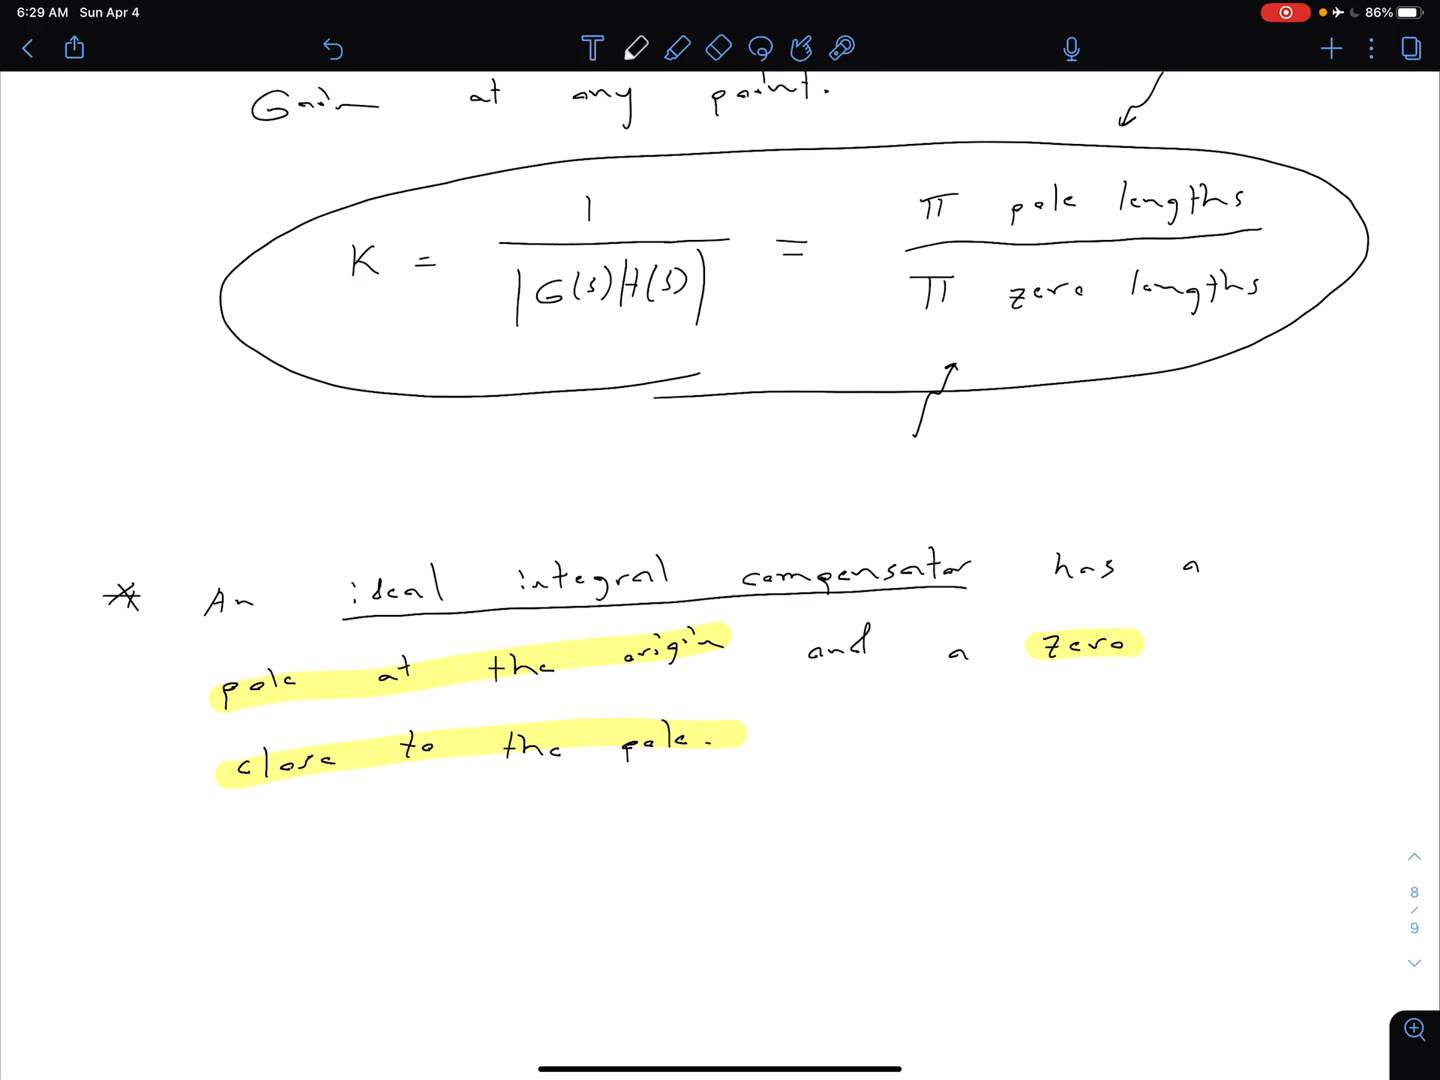 6:29 AM Sun Apr 4 86%
Gain at any point.
K = 1 / |G(s)H(s)| = π pole lengths / π zero lengths
* An ideal integral compensator has a
pole at the origin and a zero
close to the pole.
8
/
9